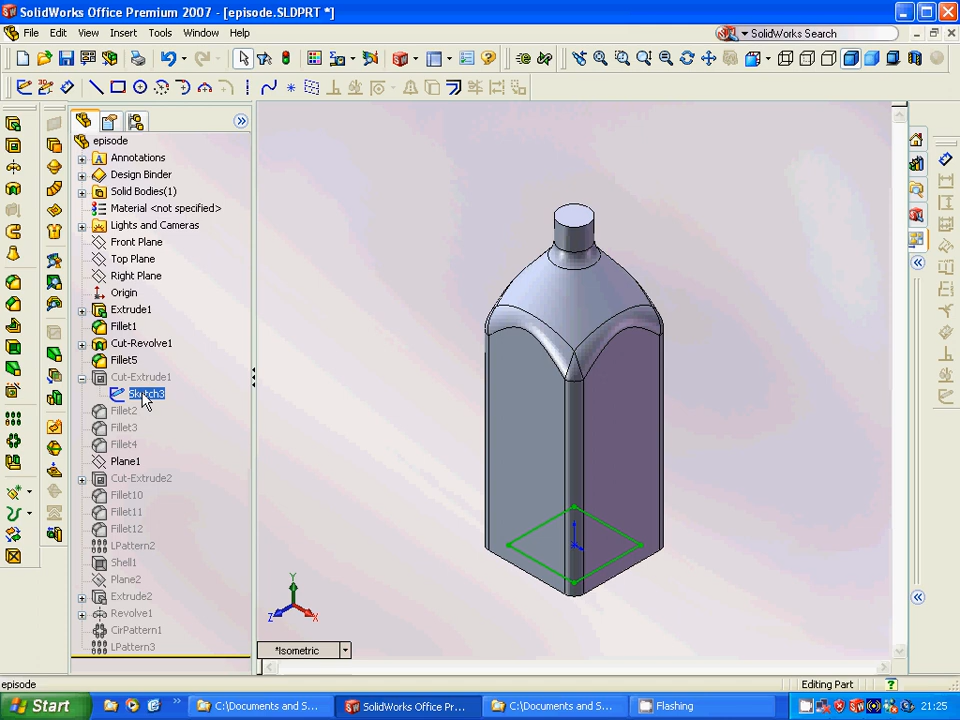 SolidWorks Office Premium 2007 - [episode.SLDPRT *]
File Edit View Insert Tools Window Help
SolidWorks Search
episode
Annotations
Design Binder
Solid Bodies(1)
Material <not specified>
Lights and Cameras
Front Plane
Top Plane
Right Plane
Origin
Extrude1
Fillet1
Cut-Revolve1
Fillet5
Cut-Extrude1
Sketch3
Fillet2
Fillet3
Fillet4
Plane1
Cut-Extrude2
Fillet10
Fillet11
Fillet12
LPattern2
Shell1
Plane2
Extrude2
Revolve1
CirPattern1
LPattern3
Y
Z
X
*Isometric
episode
Editing Part
Start
C:\Documents and S...
SolidWorks Office Pr...
C:\Documents and S...
Flashing
21:25